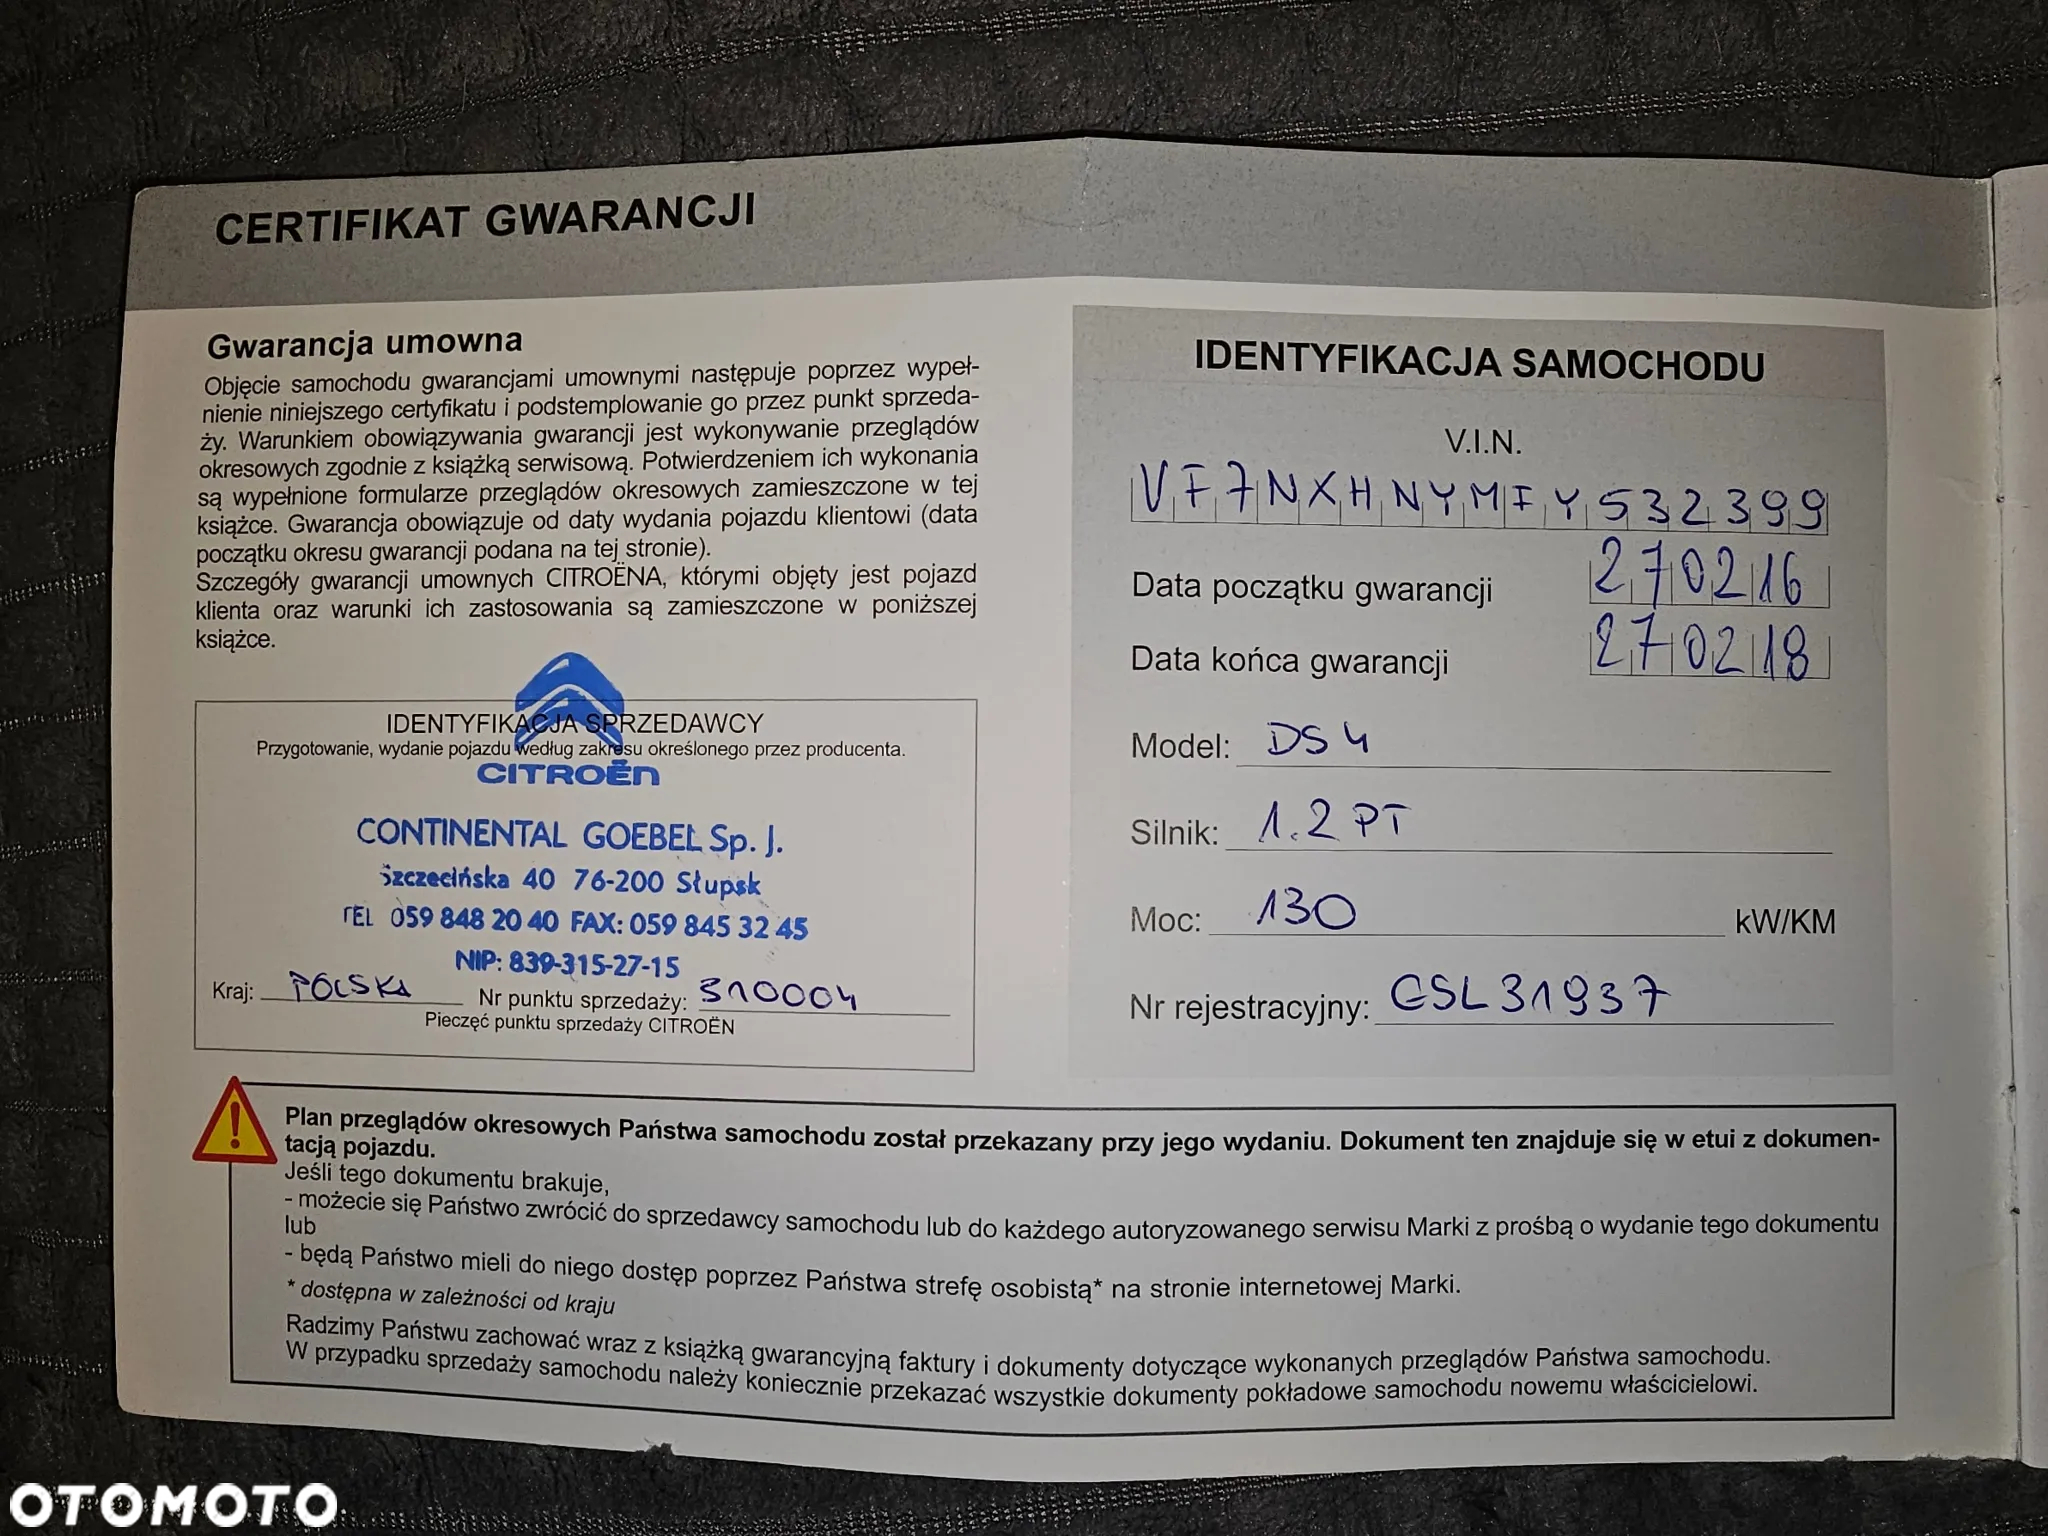 CERTIFIKAT GWARANCJI
Gwarancja umowna
Objęcie samochodu gwarancjami umownymi następuje poprzez wypeł-
nienie niniejszego certyfikatu i podstemplowanie go przez punkt sprzeda-
ży. Warunkiem obowiązywania gwarancji jest wykonywanie przeglądów
okresowych zgodnie z książką serwisową. Potwierdzeniem ich wykonania
są wypełnione formularze przeglądów okresowych zamieszczone w tej
książce. Gwarancja obowiązuje od daty wydania pojazdu klientowi (data
początku okresu gwarancji podana na tej stronie).
Szczegóły gwarancji umownych CITROËNA, którymi objęty jest pojazd
klienta oraz warunki ich zastosowania są zamieszczone w poniższej
książce.
IDENTYFIKACJA SPRZEDAWCY
Przygotowanie, wydanie pojazdu według zakresu określonego przez producenta.
CITROËN
CONTINENTAL GOEBEL Sp. J.
Szczecińska 40 76-200 Słupsk
TEL 059 848 20 40 FAX: 059 845 32 45
NIP: 839-315-27-15
Kraj: POLSKA Nr punktu sprzedaży: 310004
Pieczęć punktu sprzedaży CITROËN
IDENTYFIKACJA SAMOCHODU
V.I.N.
VF7NXHNYMFY532399
Data początku gwarancji 270216
Data końca gwarancji 270218
Model: DS4
Silnik: 1.2 PT
Moc: 130 kW/KM
Nr rejestracyjny: GSL31937
Plan przeglądów okresowych Państwa samochodu został przekazany przy jego wydaniu. Dokument ten znajduje się w etui z dokumen-
tacją pojazdu.
Jeśli tego dokumentu brakuje,
- możecie się Państwo zwrócić do sprzedawcy samochodu lub do każdego autoryzowanego serwisu Marki z prośbą o wydanie tego dokumentu
lub
- będą Państwo mieli do niego dostęp poprzez Państwa strefę osobistą* na stronie internetowej Marki.
* dostępna w zależności od kraju
Radzimy Państwu zachować wraz z książką gwarancyjną faktury i dokumenty dotyczące wykonanych przeglądów Państwa samochodu.
W przypadku sprzedaży samochodu należy koniecznie przekazać wszystkie dokumenty pokładowe samochodu nowemu właścicielowi.
OTOMOTO